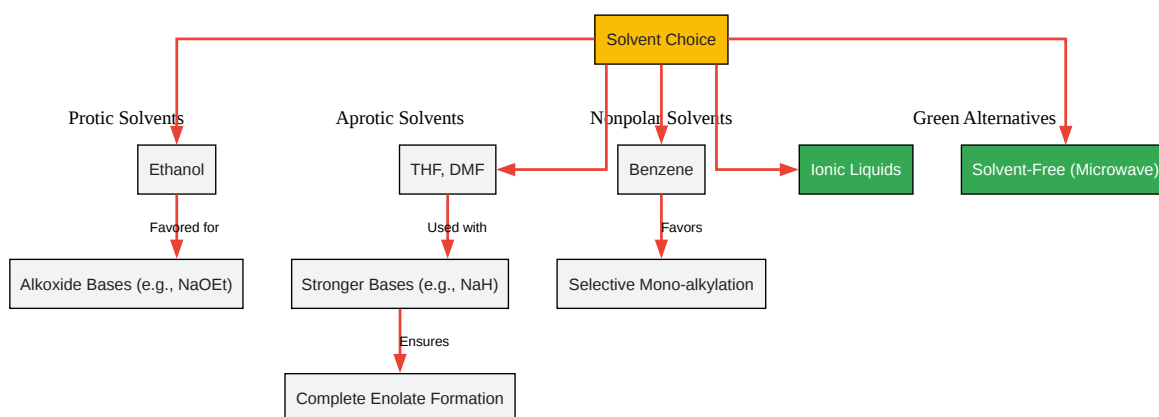 Solvent Choice
Protic Solvents
Aprotic Solvents
Nonpolar Solvents
Green Alternatives
Ethanol
THF, DMF
Benzene
Ionic Liquids
Solvent-Free (Microwave)
Favored for
Used with
Favors
Alkoxide Bases (e.g., NaOEt)
Stronger Bases (e.g., NaH)
Selective Mono-alkylation
Ensures
Complete Enolate Formation